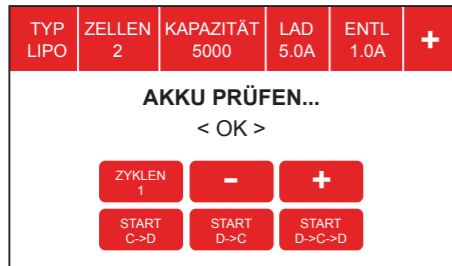 TYP ZELLEN KAPAZITÄT LAD ENTL +
LIPO 2 5000 5.0A 1.0A
AKKU PRÜFEN...
< OK >
ZYKLEN - +
1
START START START
C->D D->C D->C->D